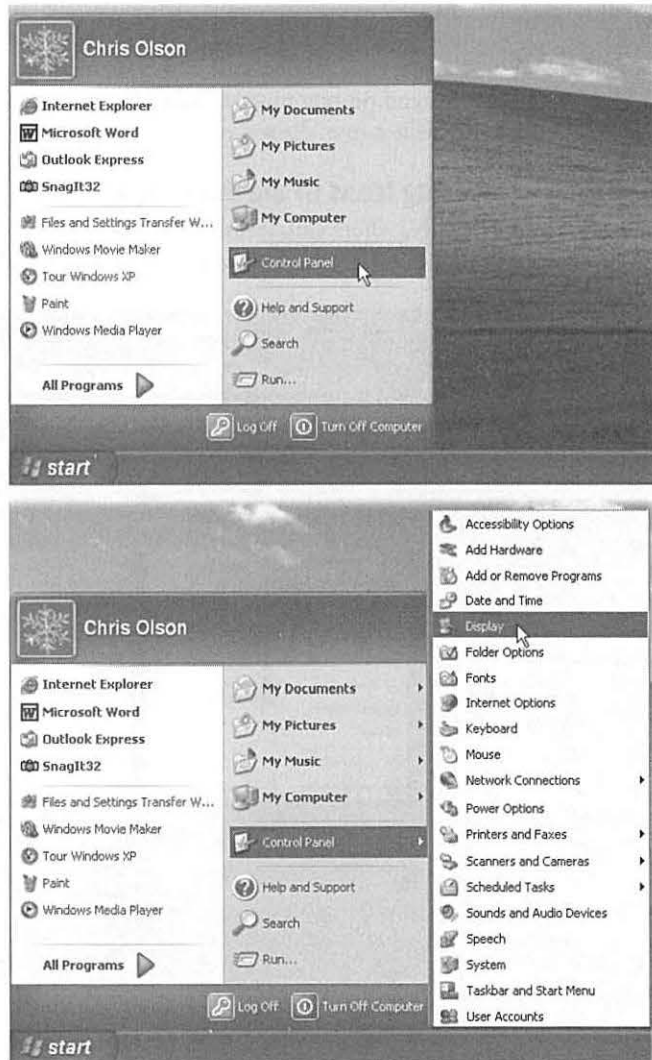 Chris Olson
Internet Explorer
Microsoft Word
Outlook Express
SnagIt32
Files and Settings Transfer W...
Windows Movie Maker
Tour Windows XP
Paint
Windows Media Player
All Programs
My Documents
My Pictures
My Music
My Computer
Control Panel
Help and Support
Search
Run...
Log Off
Turn Off Computer
start
Chris Olson
Internet Explorer
Microsoft Word
Outlook Express
SnagIt32
Files and Settings Transfer W...
Windows Movie Maker
Tour Windows XP
Paint
Windows Media Player
All Programs
My Documents
My Pictures
My Music
My Computer
Control Panel
Help and Support
Search
Run...
Log Off
Turn Off Computer
start
Accessibility Options
Add Hardware
Add or Remove Programs
Date and Time
Display
Folder Options
Fonts
Internet Options
Keyboard
Mouse
Network Connections
Power Options
Printers and Faxes
Scanners and Cameras
Scheduled Tasks
Sounds and Audio Devices
Speech
System
Taskbar and Start Menu
User Accounts